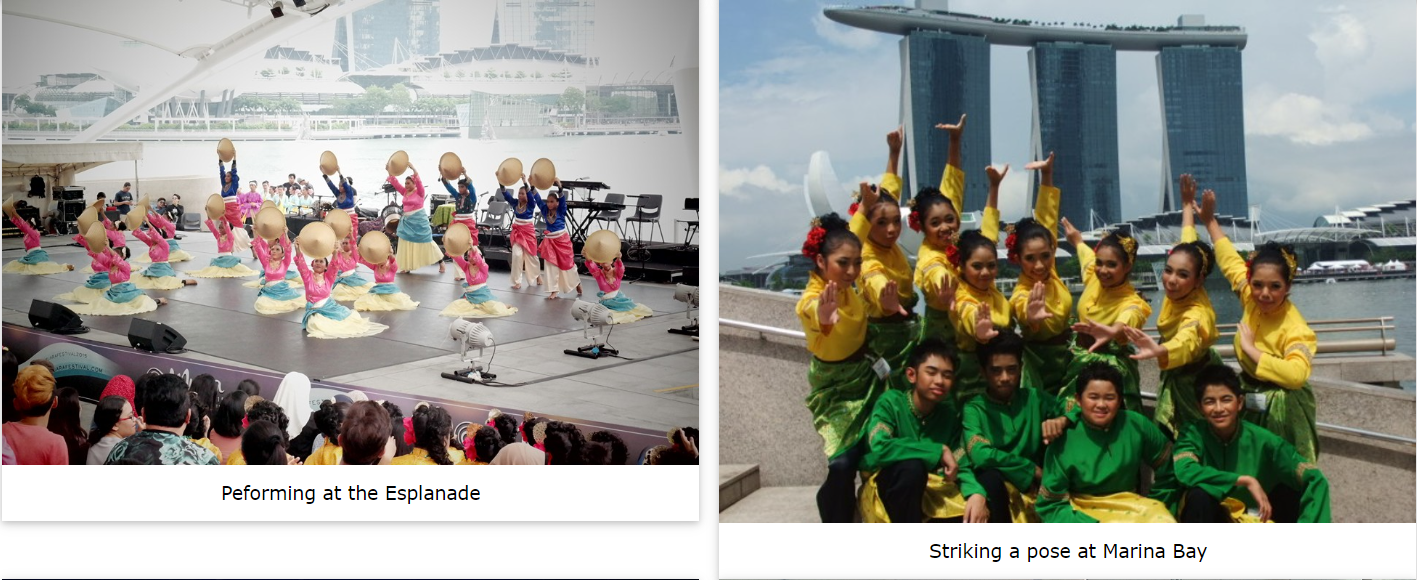 Peforming at the Esplanade
Striking a pose at Marina Bay